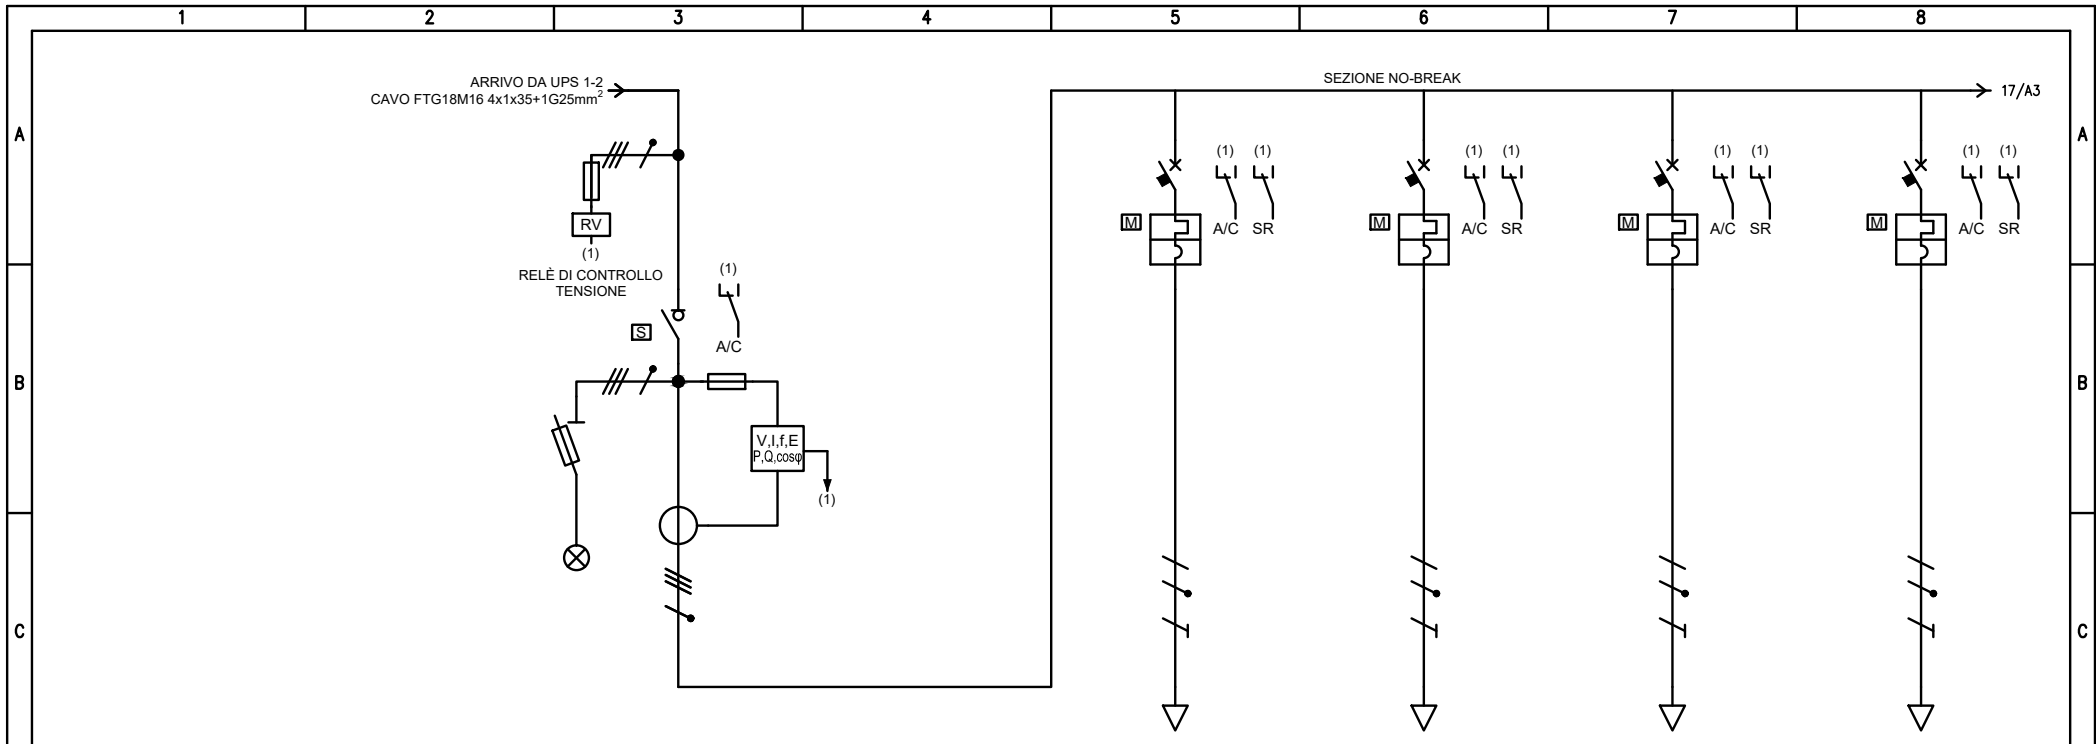 1 2 3 4 5 6 7 8
ARRIVO DA UPS 1-2
CAVO FTG18M16 4x1x35+1G25mm²
SEZIONE NO-BREAK
17/A3
A A
(1) (1) (1) (1) (1) (1) (1) (1)
RV
(1)
M A/C SR M A/C SR M A/C SR M A/C SR
RELÈ DI CONTROLLO
TENSIONE
(1)
S
A/C
B B
V,I,f,E
P,Q,cosφ
(1)
C C